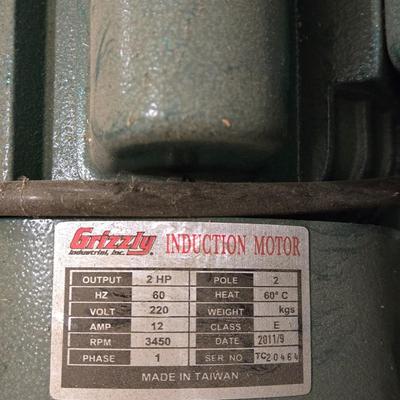 Grizzly Industrial, Inc. INDUCTION MOTOR
OUTPUT 2 HP POLE 2
HZ 60 HEAT 60° C
VOLT 220 WEIGHT kgs
AMP 12 CLASS E
RPM 3450 DATE 2011/9
PHASE 1 SER NO TC20464
MADE IN TAIWAN